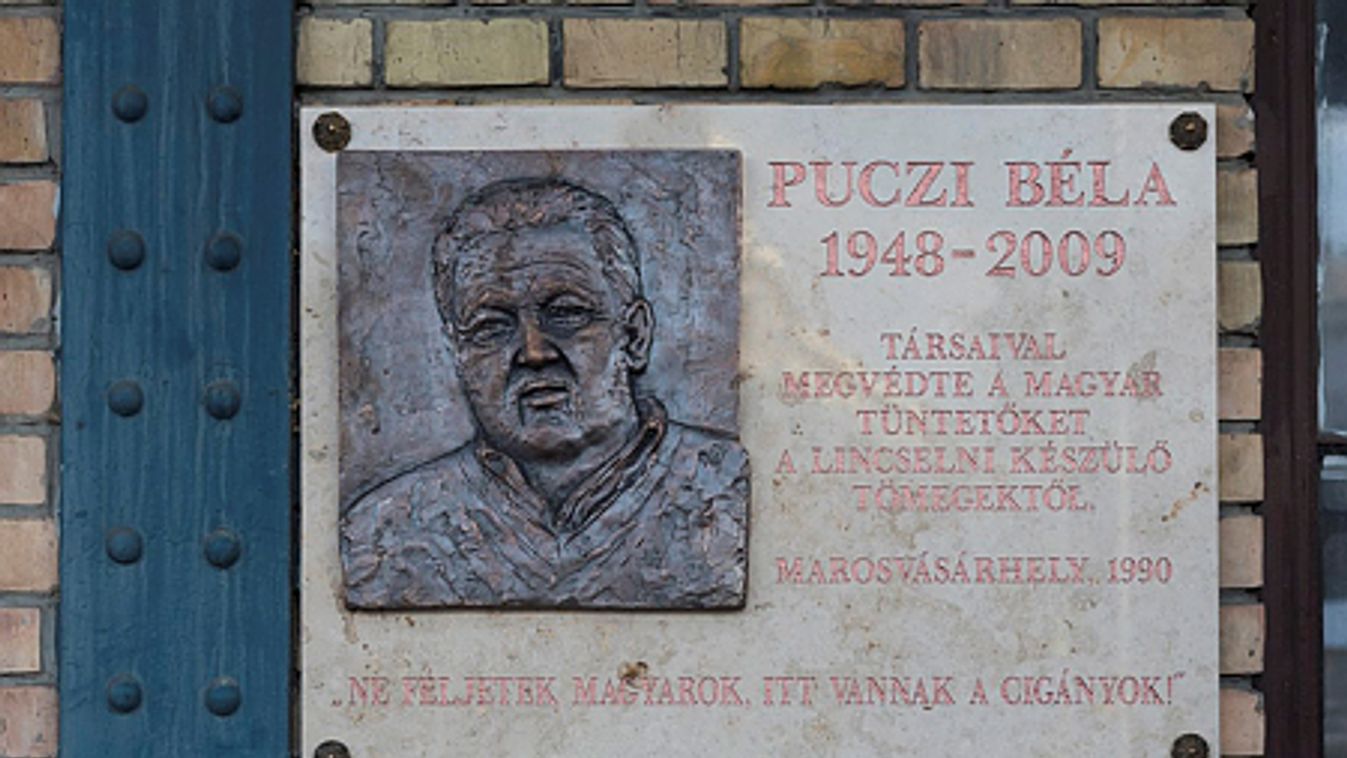 PUCZI BÉLA
1948-2009
TÁRSAIVAL
MEGVÉDTE A MAGYAR
TÜNTETŐKET
A LINCSELNI KÉSZÜLŐ
TÖMEGEKTŐL.
MAROSVÁSÁRHELY, 1990
„NE FÉLJETEK, MAGYAROK, ITT VANNAK A CIGÁNYOK!”